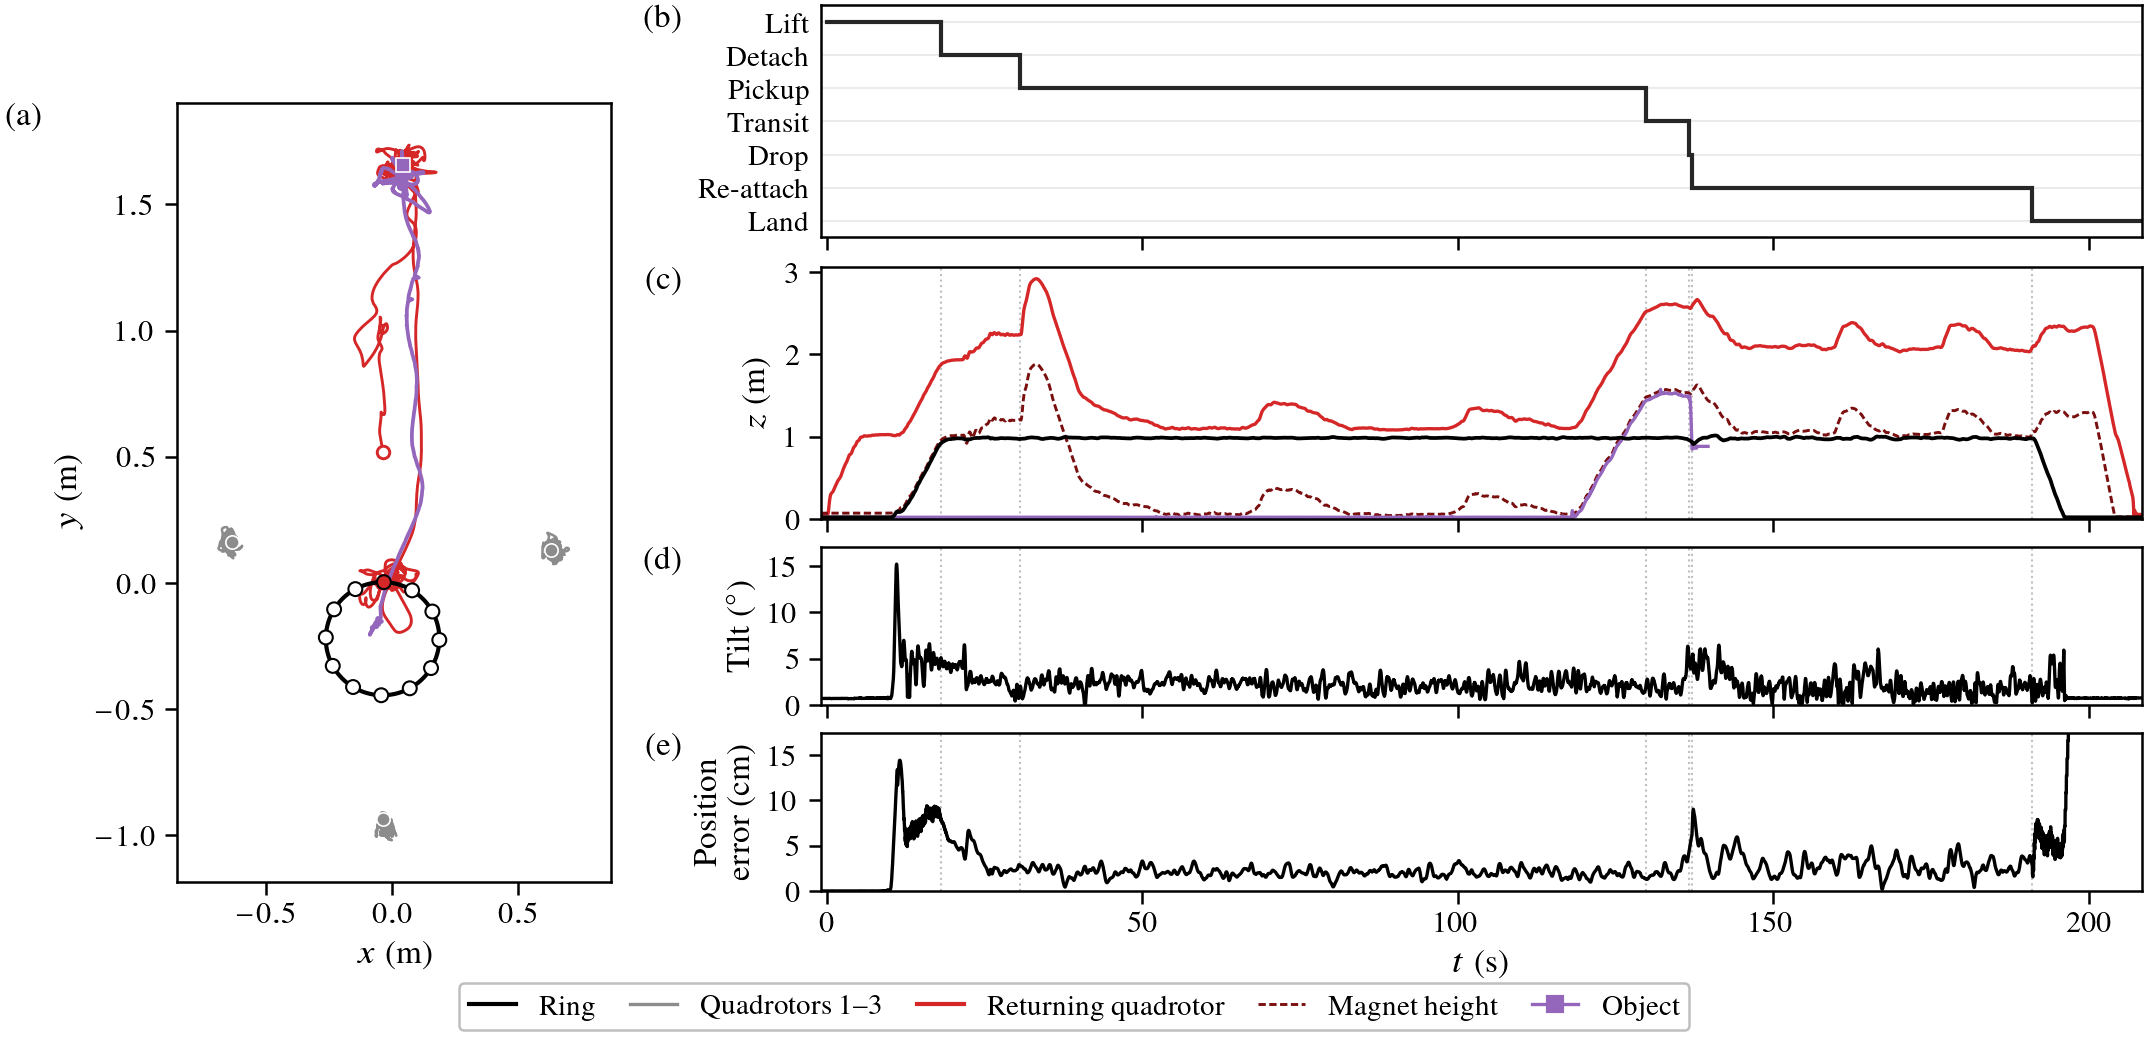 (a)
1.5
1.0
0.5
0.0
−0.5
−1.0
y (m)
−0.5 0.0 0.5
x (m)
(b)
Lift
Detach
Pickup
Transit
Drop
Re-attach
Land
(c)
3
2
1
0
z (m)
(d)
15
10
5
0
Tilt (°)
(e)
15
10
5
0
Position
error (cm)
0 50 100 150 200
t (s)
Ring Quadrotors 1–3 Returning quadrotor Magnet height Object